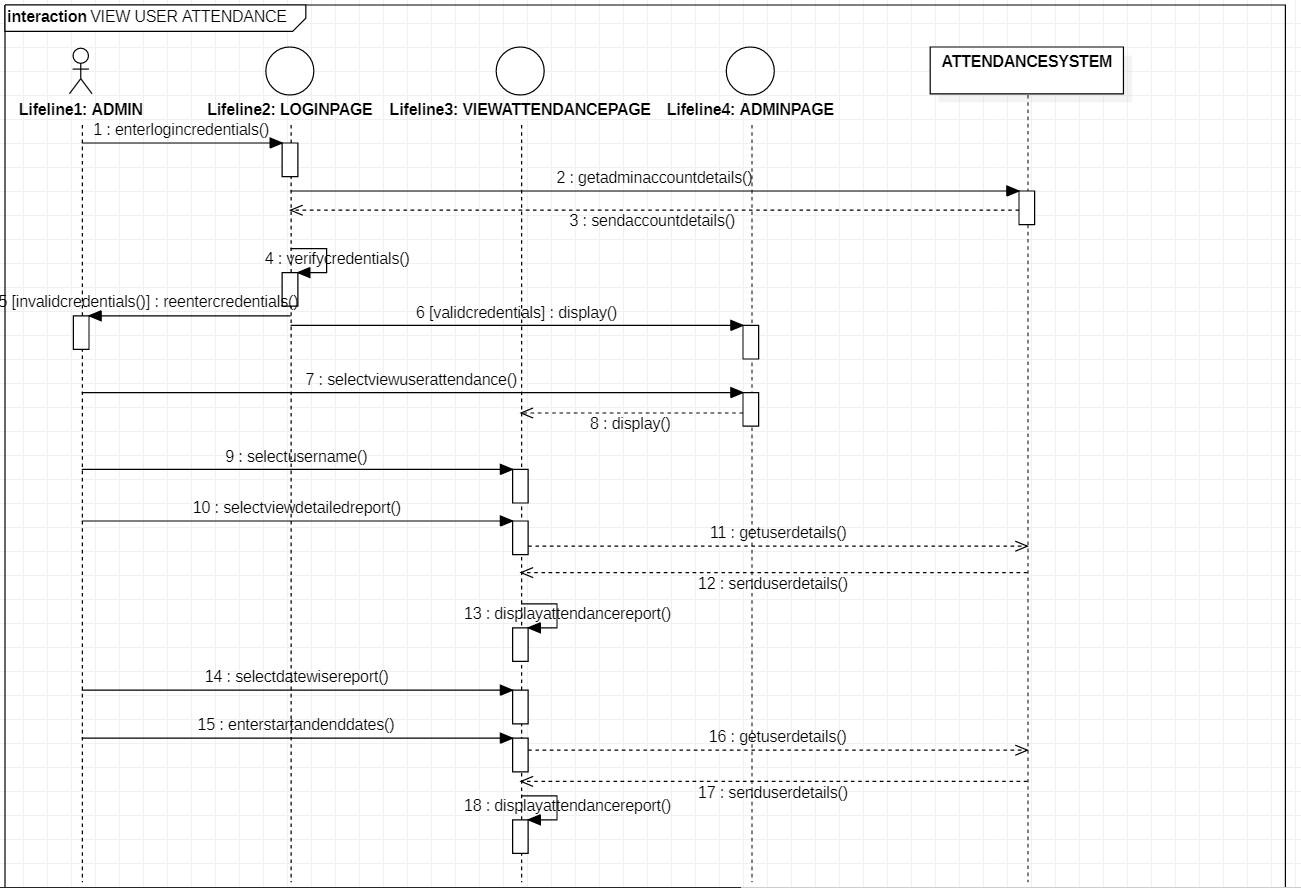 interaction VIEW USER ATTENDANCE
ATTENDANCESYSTEM
Lifeline1: ADMIN
Lifeline2: LOGINPAGE
Lifeline3: VIEWATTENDANCEPAGE
Lifeline4: ADMINPAGE
1 : enterlogincredentials()
2 : getadminaccountdetails()
3 : sendaccountdetails()
4 : verifycredentials()
5 [invalidcredentials()] : reentercredentials()
6 [validcredentials] : display()
7 : selectviewuserattendance()
8 : display()
9 : selectusername()
10 : selectviewdetailedreport()
11 : getuserdetails()
12 : senduserdetails()
13 : displayattendancereport()
14 : selectdatewisereport()
15 : enterstartandenddates()
16 : getuserdetails()
17 : senduserdetails()
18 : displayattendancereport()